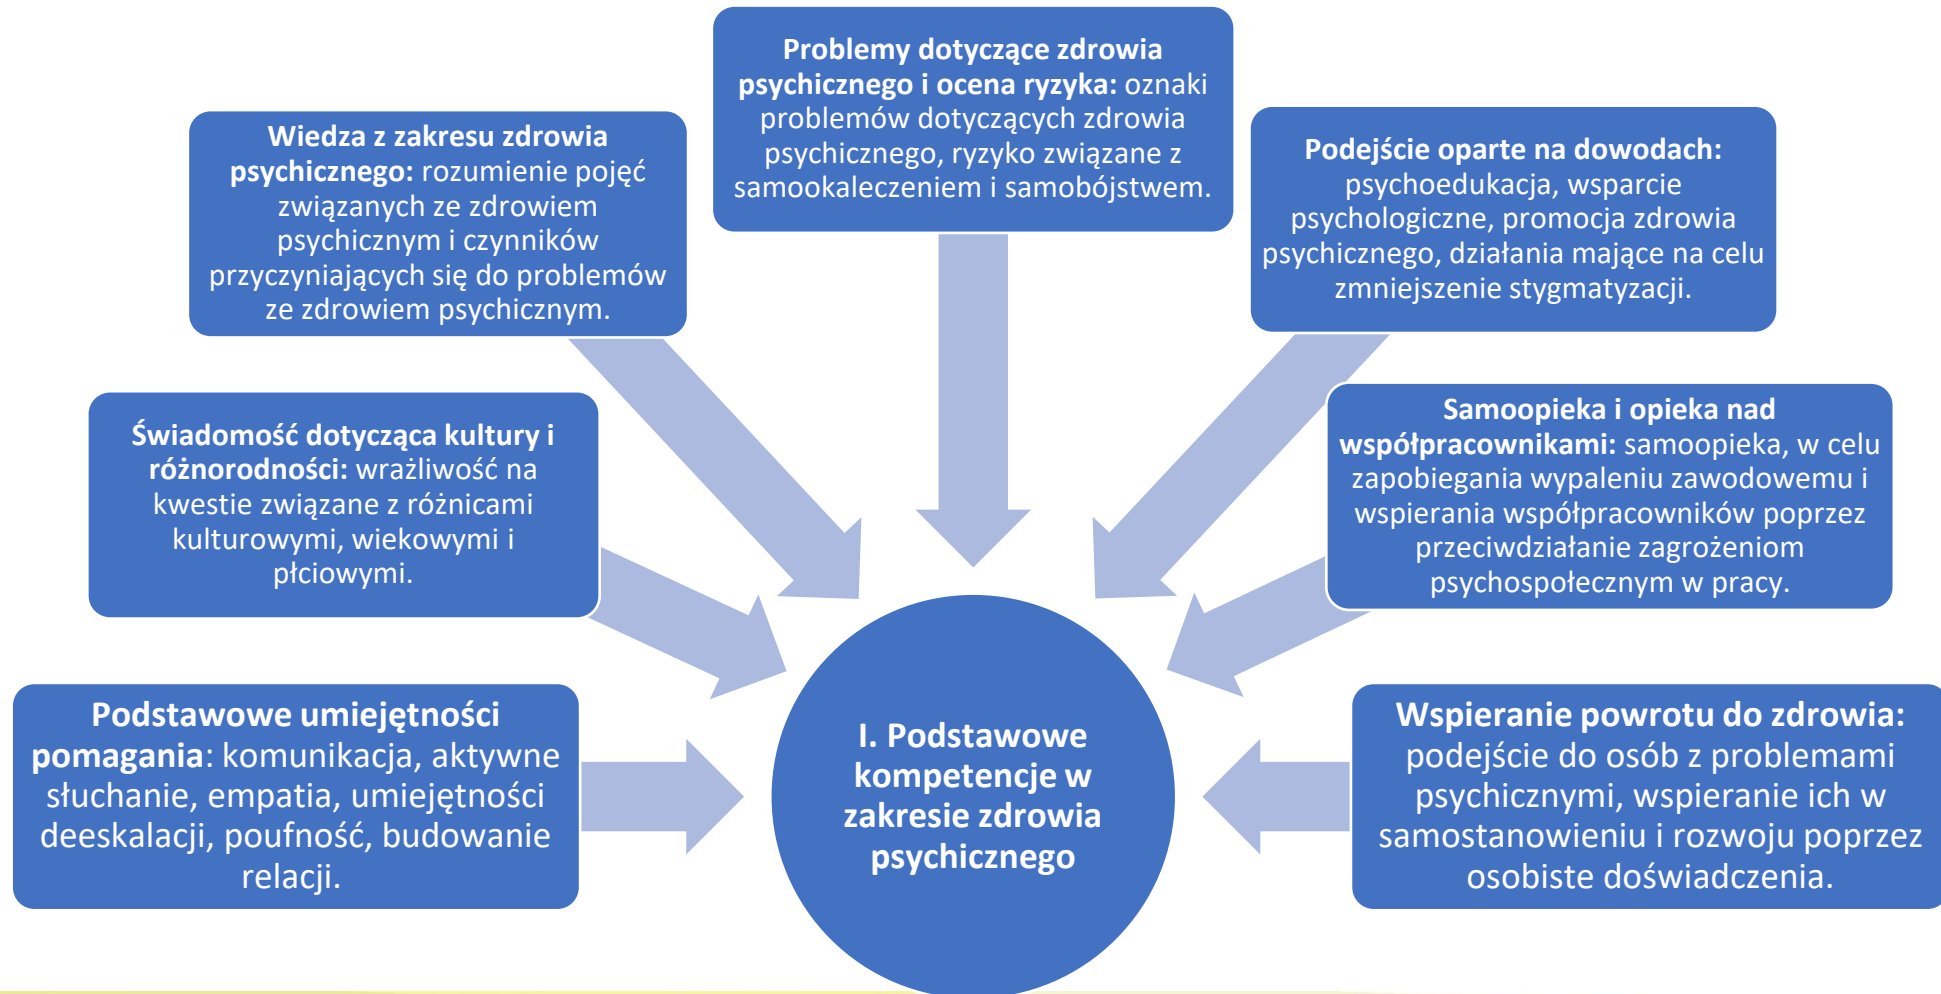 Problemy dotyczące zdrowia
psychicznego i ocena ryzyka: oznaki
problemów dotyczących zdrowia
psychicznego, ryzyko związane z
samookaleczeniem i samobójstwem.
Wiedza z zakresu zdrowia
psychicznego: rozumienie pojęć
związanych ze zdrowiem
psychicznym i czynników
przyczyniających się do problemów
ze zdrowiem psychicznym.
Podejście oparte na dowodach:
psychoedukacja, wsparcie
psychologiczne, promocja zdrowia
psychicznego, działania mające na celu
zmniejszenie stygmatyzacji.
Świadomość dotycząca kultury i
różnorodności: wrażliwość na
kwestie związane z różnicami
kulturowymi, wiekowymi i
płciowymi.
Samoopieka i opieka nad
współpracownikami: samoopieka, w celu
zapobiegania wypaleniu zawodowemu i
wspierania współpracowników poprzez
przeciwdziałanie zagrożeniom
psychospołecznym w pracy.
Podstawowe umiejętności
pomagania: komunikacja, aktywne
słuchanie, empatia, umiejętności
deeskalacji, poufność, budowanie
relacji.
I. Podstawowe
kompetencje w
zakresie zdrowia
psychicznego
Wspieranie powrotu do zdrowia:
podejście do osób z problemami
psychicznymi, wspieranie ich w
samostanowieniu i rozwoju poprzez
osobiste doświadczenia.